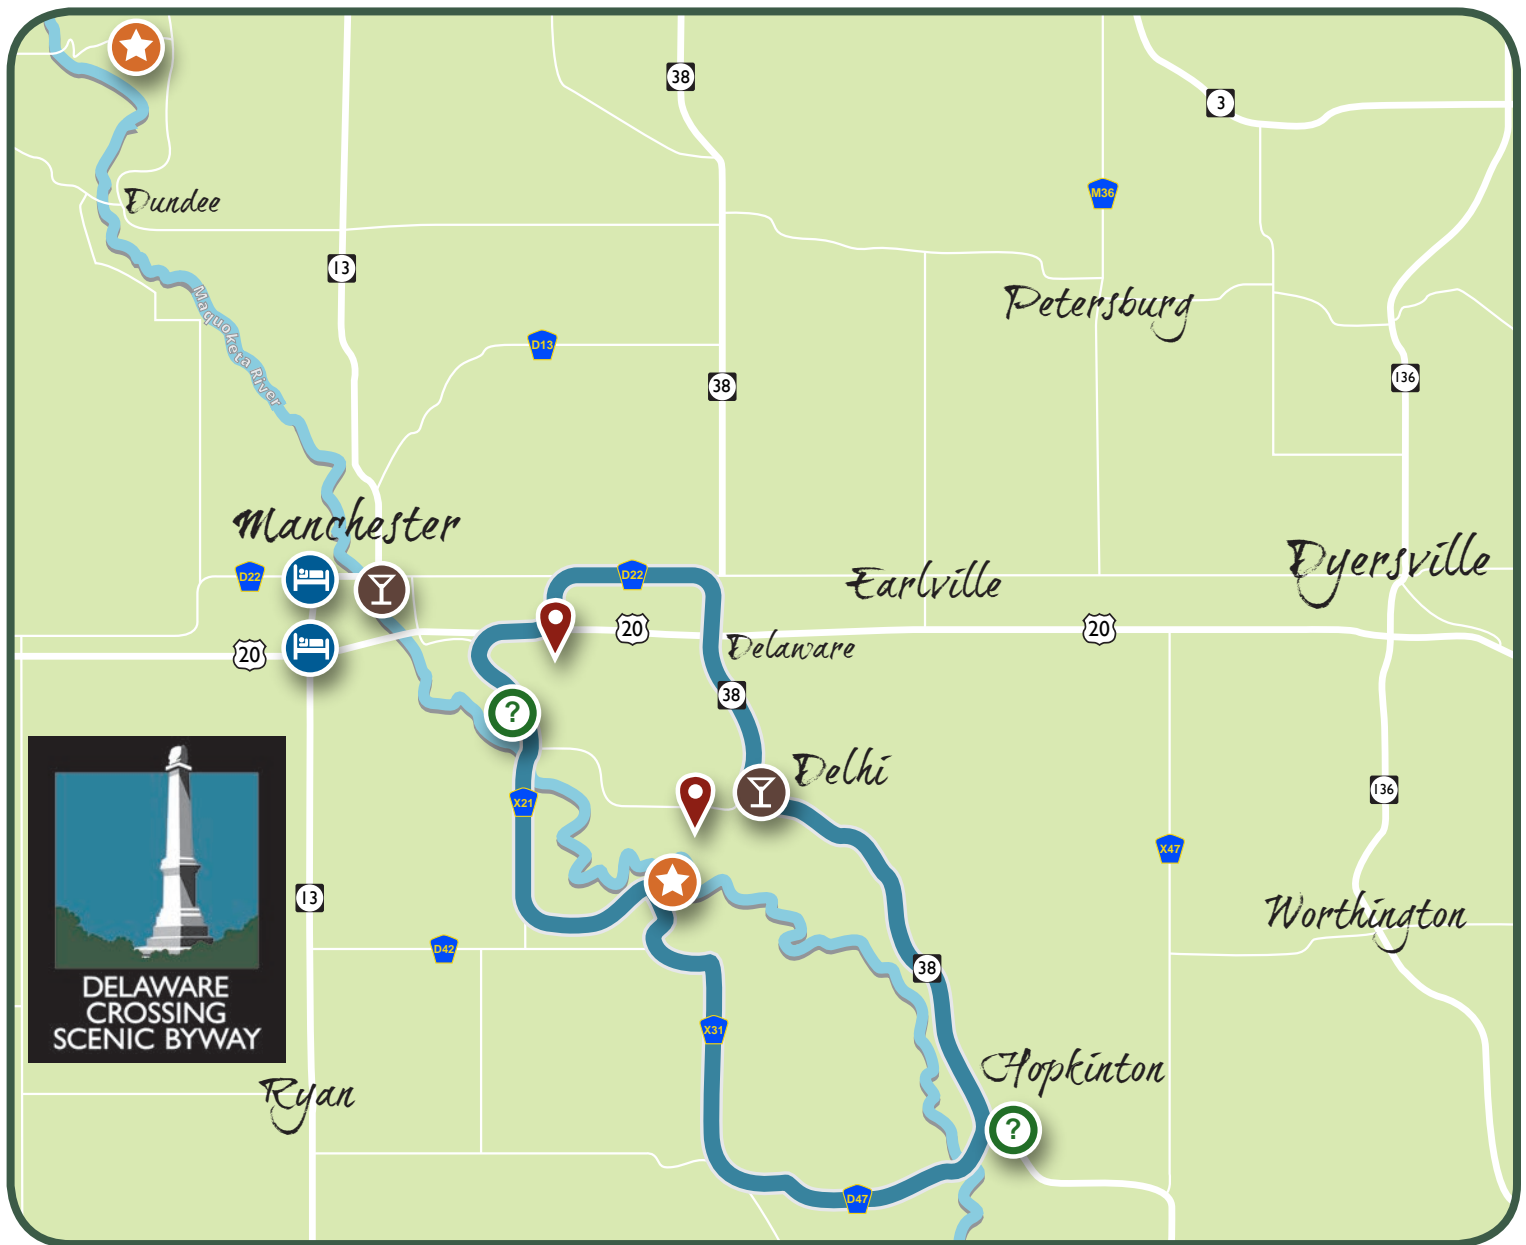 38
3
M36
Dundee
13
Petersburg
Maquoketa River
D13
136
38
Manchester
Dyersville
D22
D22
Earlville
20
20
20
Delaware
38
?
Delhi
136
X21
X47
13
Worthington
D42
38
DELAWARE
CROSSING
SCENIC BYWAY
X31
Hopkinton
Ryan
?
D47